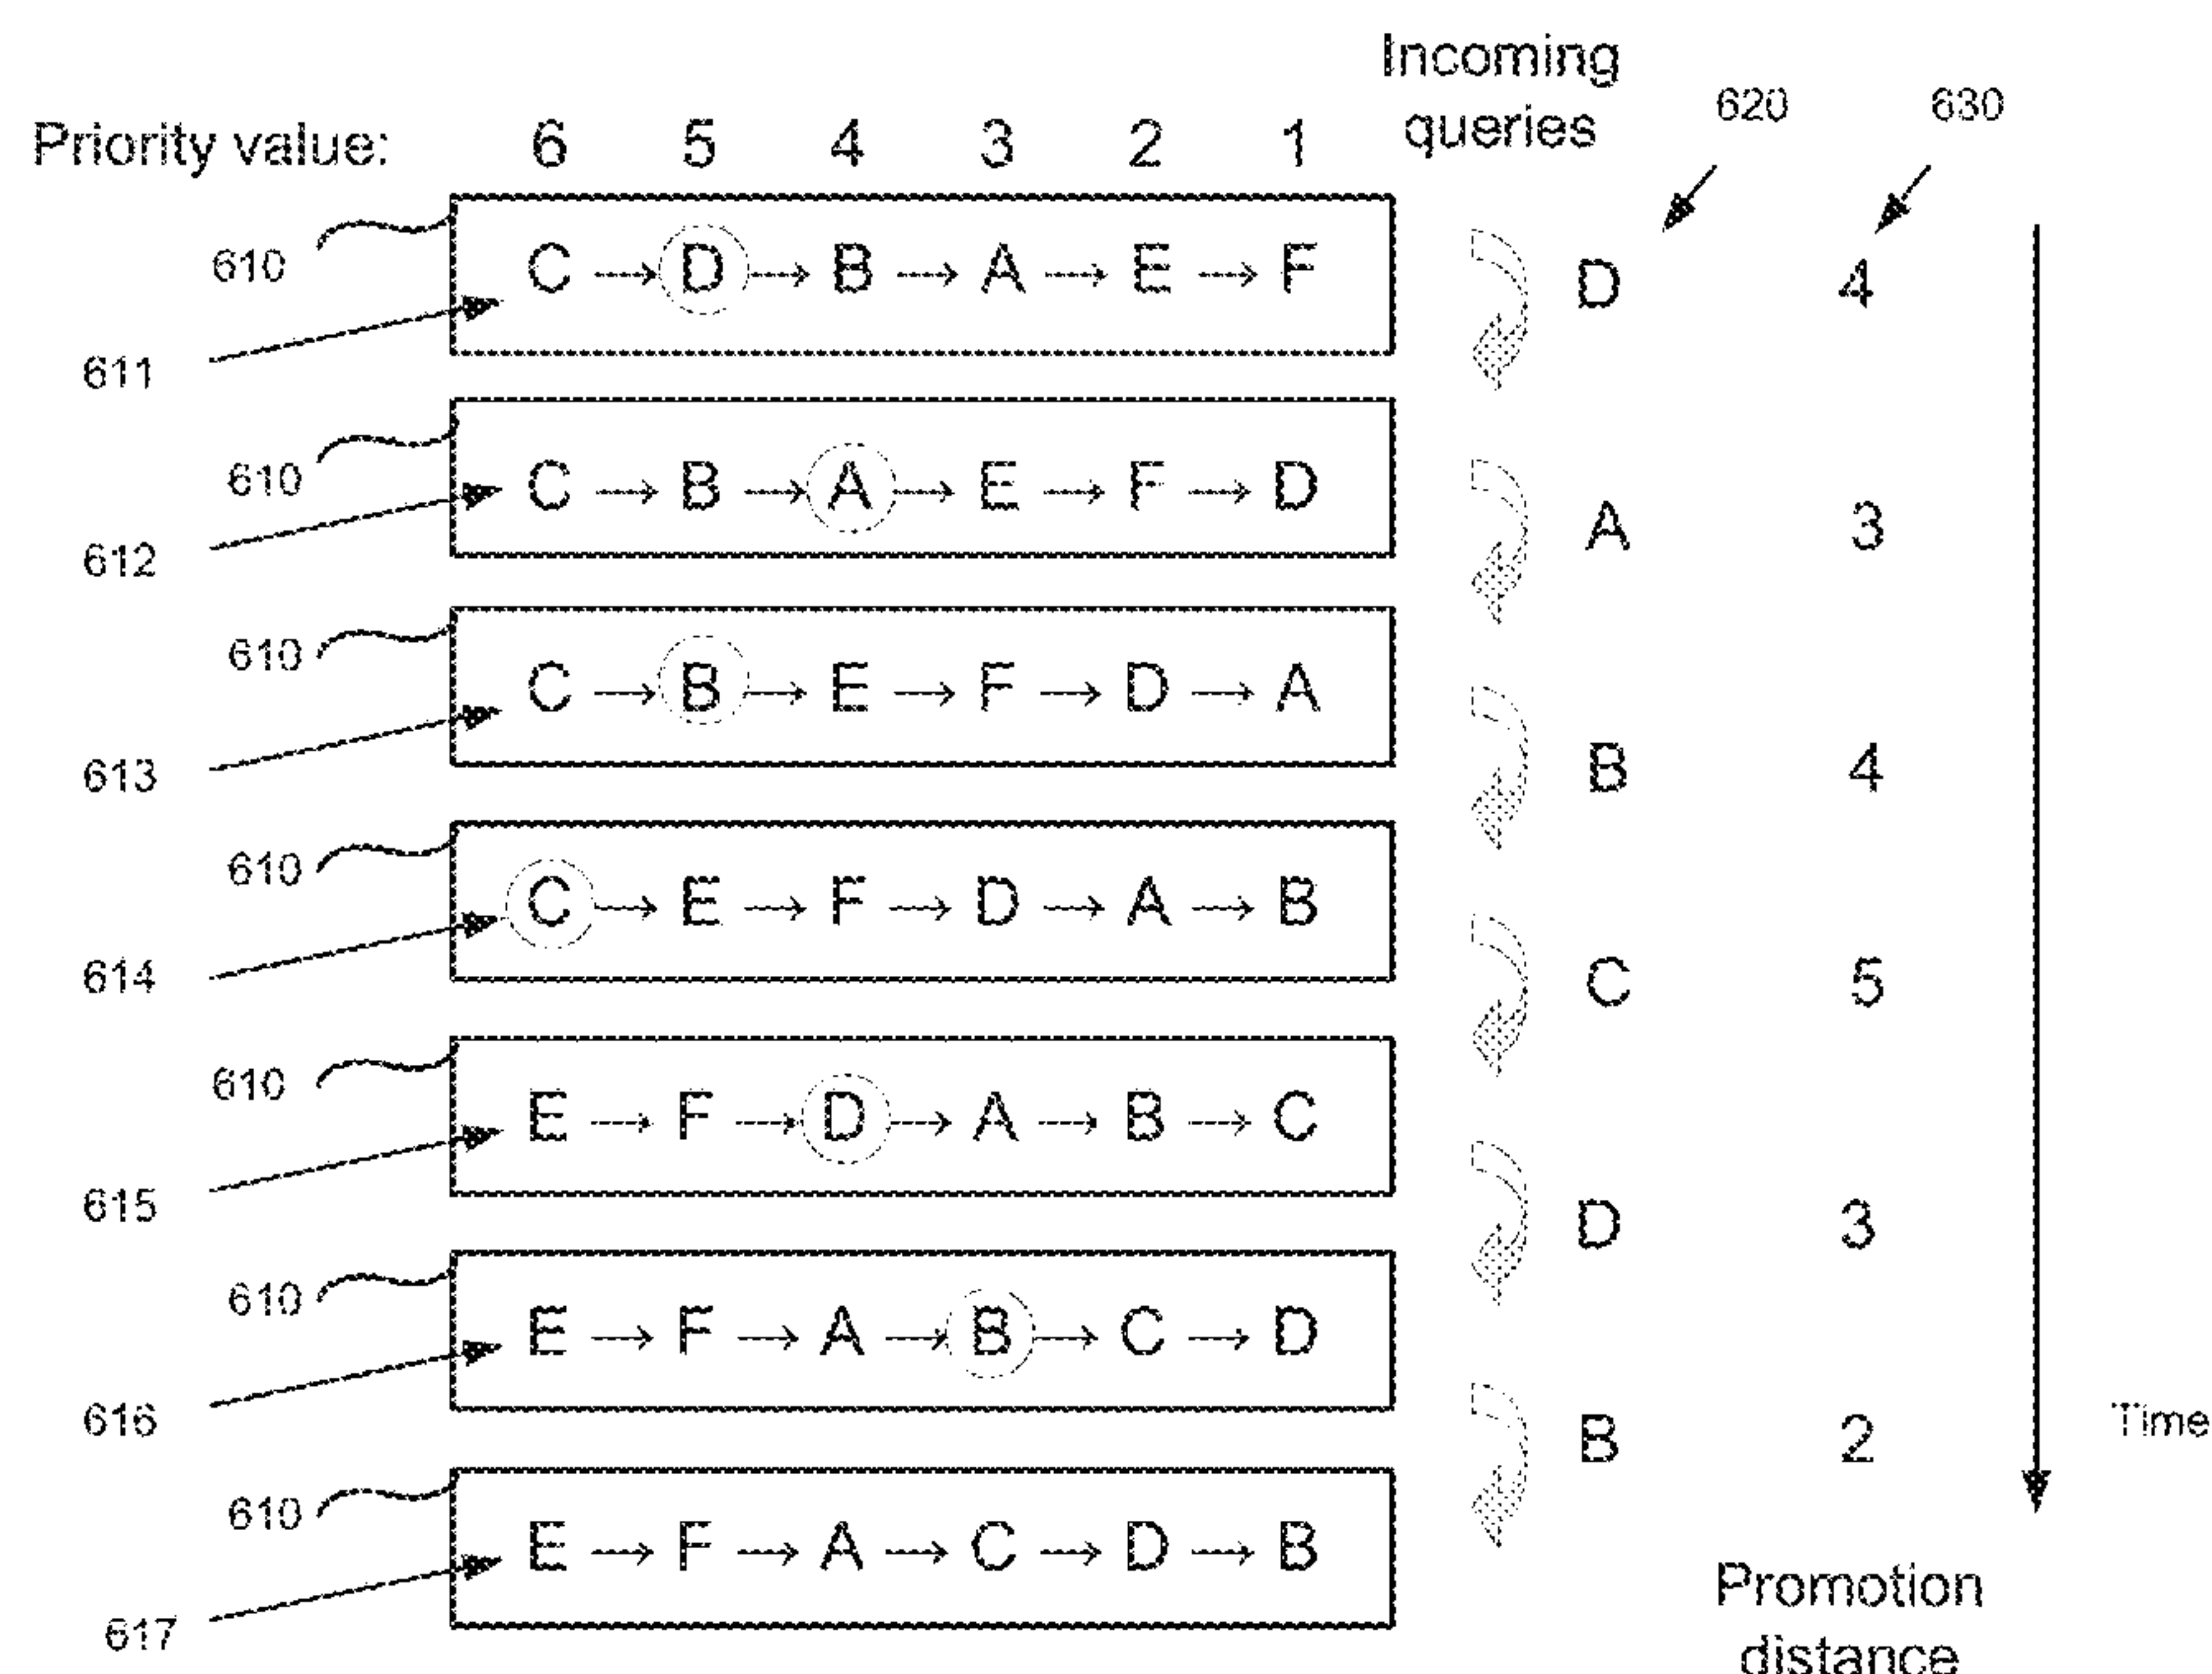 Incoming
queries
620
630
Priority value: 6 5 4 3 2 1
610
C → D → B → A → E → F
D 4
611
610
C → B → A → E → F → D
A 3
612
610
C → B → E → F → D → A
B 4
613
610
C → E → F → D → A → B
C 5
614
610
E → F → D → A → B → C
D 3
615
610
E → F → A → B → C → D
B 2
616
Time
610
E → F → A → C → D → B
617
Promotion
distance